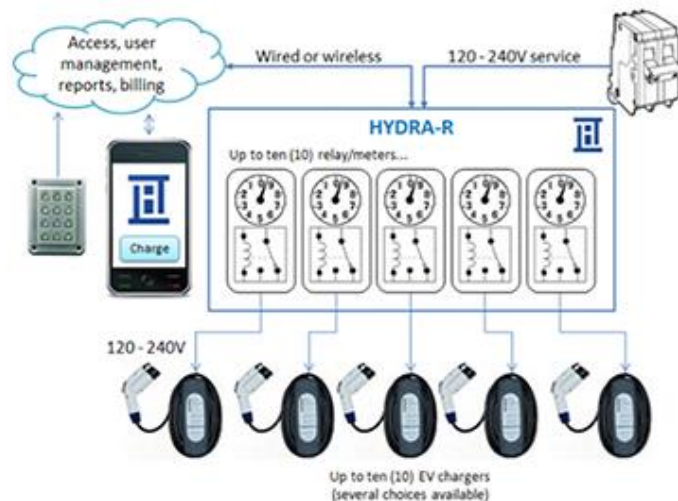 Access, user
management,
reports, billing
Wired or wireless
120 - 240V service
HYDRA-R
Up to ten (10) relay/meters...
Charge
120 - 240V
Up to ten (10) EV chargers
(several choices available)